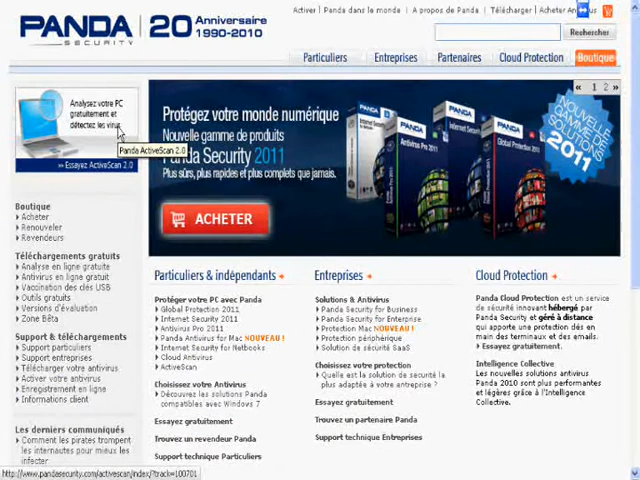 Activer | Panda dans le monde | A propos de Panda | Télécharger | Acheter
PANDA
SECURITY
20 Anniversaire
1990-2010
Rechercher
Particuliers
Entreprises
Partenaires
Cloud Protection
Boutique
Analysez votre PC
gratuitement et
détectez les virus
Panda ActiveScan 2.0
>> Essayez ActiveScan 2.0
« 1 2 »
Protégez votre monde numérique
Nouvelle gamme de produits
Panda Security 2011
Plus sûrs, plus rapides et plus complets que jamais.
ACHETER
PANDA
Antivirus Pro 2011
PANDA
Internet Security 2011
PANDA
Global Protection 2011
NOUVELLE
GAMME DE
SOLUTIONS
2011
Boutique
Acheter
Renouveler
Revendeurs
Téléchargements gratuits
Analyse en ligne gratuite
Antivirus en ligne gratuit
Vaccination des clés USB
Outils gratuits
Versions d'évaluation
Zone Bêta
Support & téléchargements
Support particuliers
Support entreprises
Télécharger votre antivirus
Activer votre antivirus
Enregistrement en ligne
Informations client
Les derniers communiqués
Comment les pirates trompent
les internautes pour mieux les
infecter
Particuliers & indépendants
Protéger votre PC avec Panda
Global Protection 2011
Internet Security 2011
Antivirus Pro 2011
Panda Antivirus for Mac NOUVEAU !
Internet Security for Netbooks
Cloud Antivirus
ActiveScan
Choisissez votre Antivirus
Découvrez les solutions Panda
compatibles avec Windows 7
Essayez gratuitement
Trouvez un revendeur Panda
Support technique Particuliers
Entreprises
Solutions & Antivirus
Panda Security for Business
Panda Security for Enterprise
Protection Mac NOUVEAU !
Protection périphérique
Solution de sécurité SaaS
Choisissez votre protection
Quelle est la solution de sécurité la
plus adaptée à votre entreprise ?
Essayez gratuitement
Trouvez un partenaire Panda
Support technique Entreprises
Cloud Protection
Panda Cloud Protection est un service
de sécurité innovant hébergé par
Panda Security et géré à distance
qui apporte une protection dès en
main des terminaux et des emails.
Essayez gratuitement.
Intelligence Collective
Les nouvelles solutions antivirus
Panda 2010 sont plus performantes
et légères grâce à l'Intelligence
Collective.
http://www.pandasecurity.com/activescan/index/?track=100701